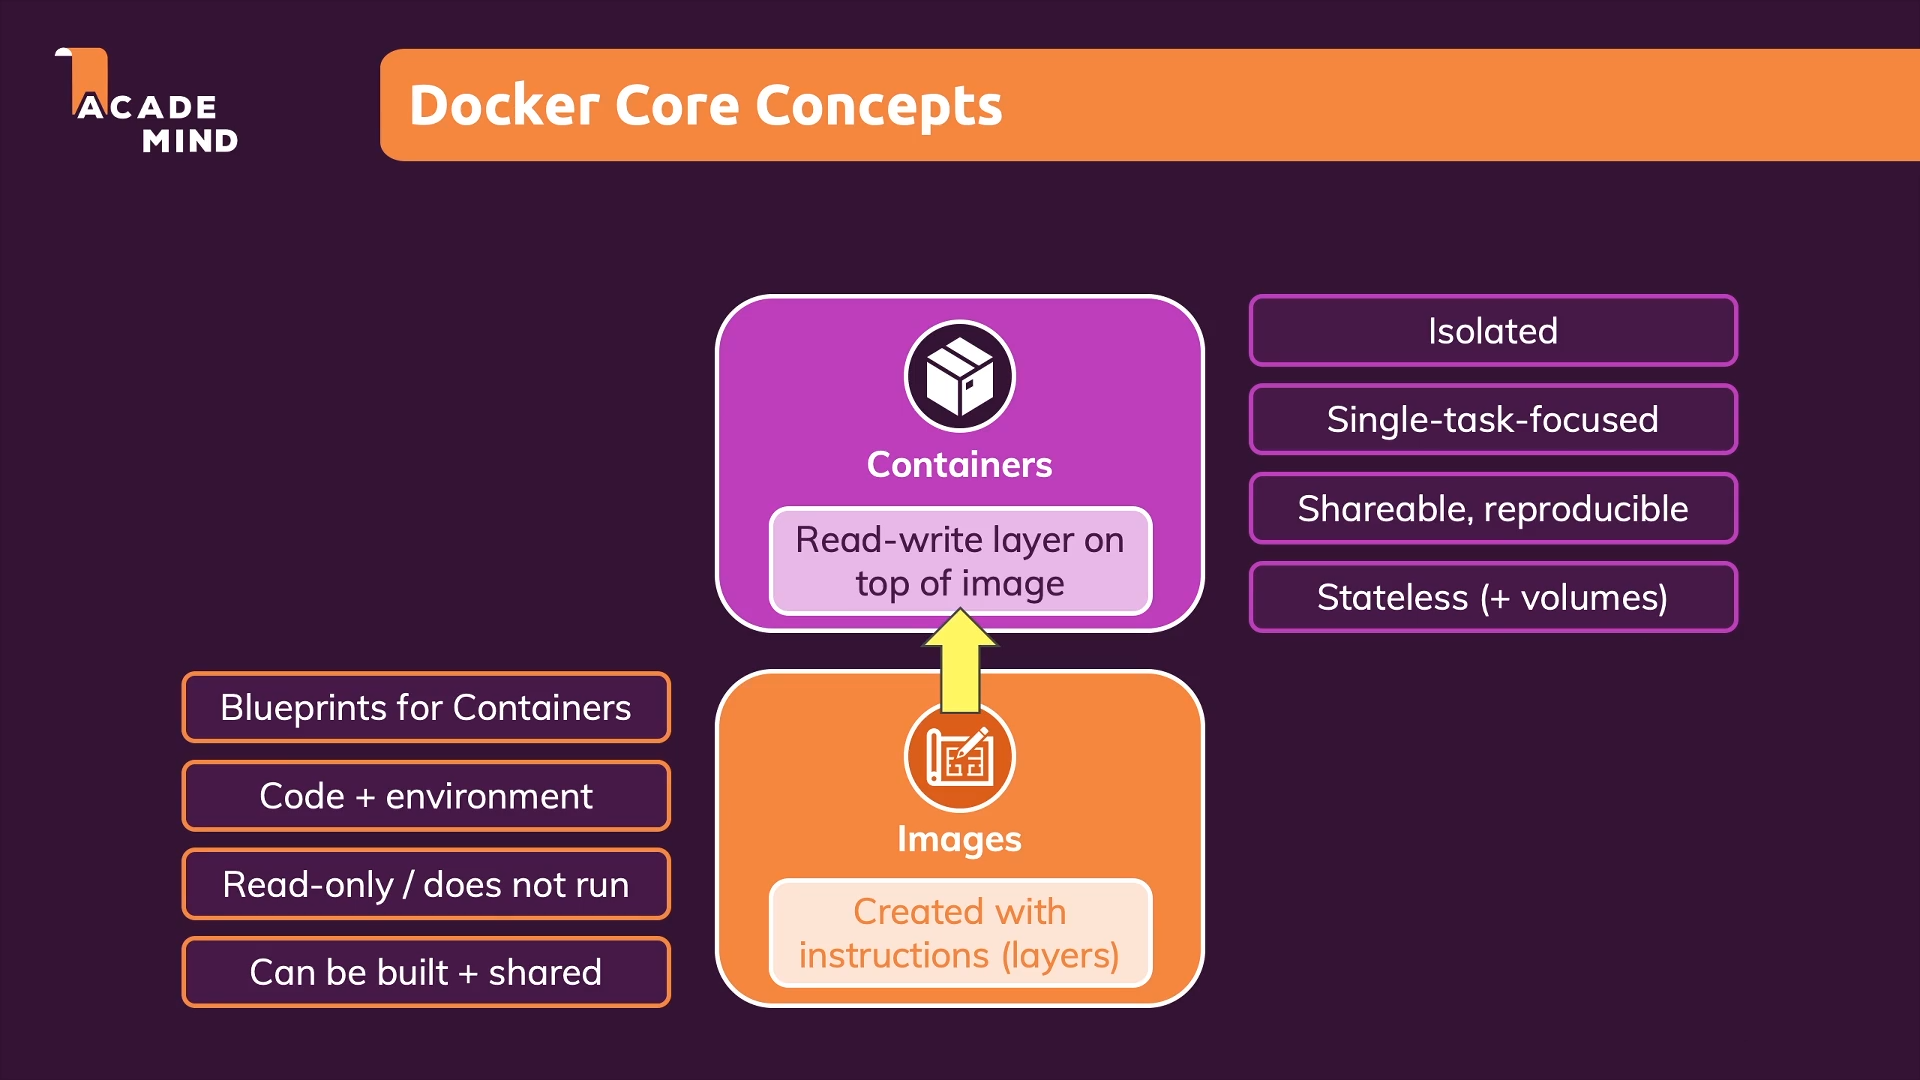 ACADE
MIND
Docker Core Concepts
Containers
Read-write layer on
top of image
Isolated
Single-task-focused
Shareable, reproducible
Stateless (+ volumes)
Blueprints for Containers
Code + environment
Read-only / does not run
Can be built + shared
Images
Created with
instructions (layers)